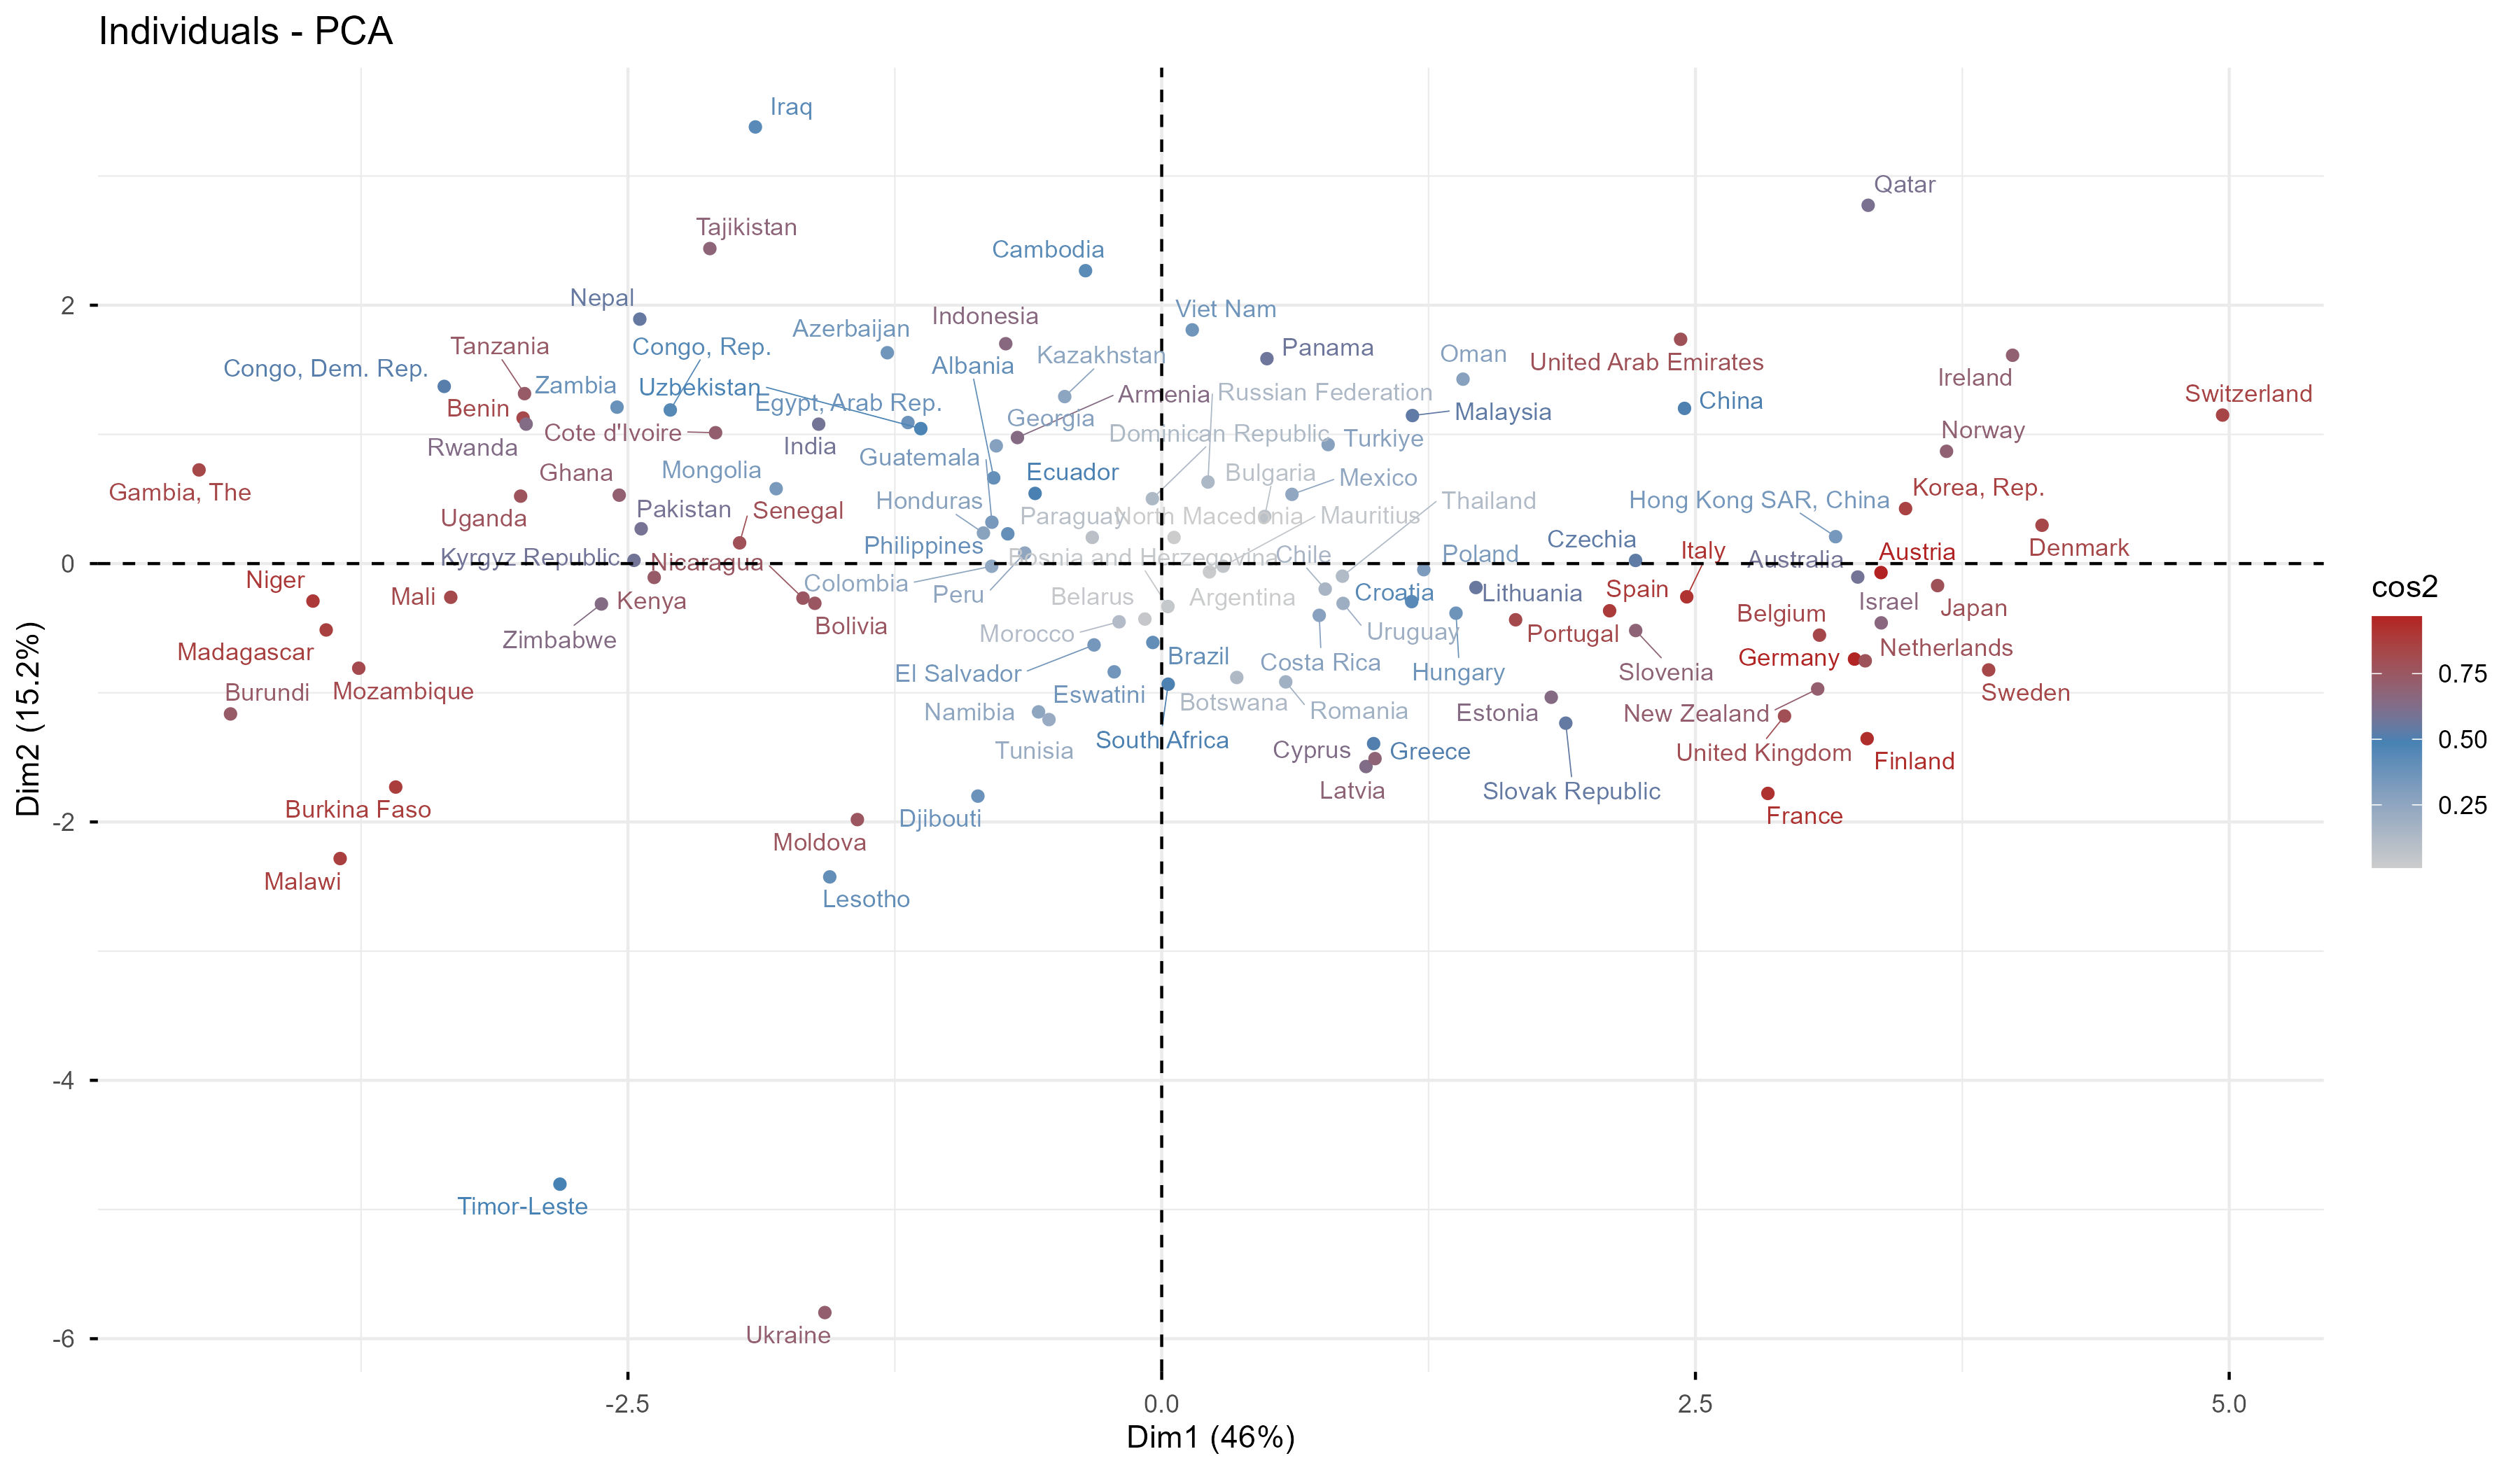 Individuals - PCA
Iraq
Qatar
Tajikistan
Cambodia
Nepal
Viet Nam
Indonesia
Azerbaijan
Tanzania
Congo, Rep.
Panama
Kazakhstan
Oman
United Arab Emirates
Albania
Congo, Dem. Rep.
Ireland
Zambia
Uzbekistan
Armenia
Russian Federation
Switzerland
China
Benin
Egypt, Arab Rep.
Malaysia
Georgia
Cote d'Ivoire
Dominican Republic
Turkiye
Norway
Rwanda
India
Guatemala
Ghana
Mongolia
Ecuador
Bulgaria
Mexico
Korea, Rep.
Gambia, The
Honduras
Thailand
Hong Kong SAR, China
Uganda
Pakistan
Senegal
Paraguay
North Macedonia
Mauritius
Philippines
Czechia
Italy
Austria
Denmark
Kyrgyz Republic
Nicaragua
Bosnia and Herzegovina
Chile
Poland
Australia
Niger
Colombia
Mali
Kenya
Peru
Belarus
Argentina
Croatia
Lithuania
Spain
Israel
Japan
Bolivia
Belgium
Zimbabwe
Morocco
Uruguay
Portugal
Madagascar
Netherlands
Brazil
Costa Rica
Germany
El Salvador
Hungary
Slovenia
Burundi
Mozambique
Eswatini
Sweden
Botswana
Namibia
Romania
Estonia
New Zealand
South Africa
Tunisia
Cyprus
Greece
United Kingdom
Finland
Latvia
Slovak Republic
Burkina Faso
Djibouti
France
Moldova
Malawi
Lesotho
Timor-Leste
Ukraine
2
0
-2
-4
-6
Dim2 (15.2%)
-2.5
0.0
2.5
5.0
Dim1 (46%)
cos2
0.75
0.50
0.25